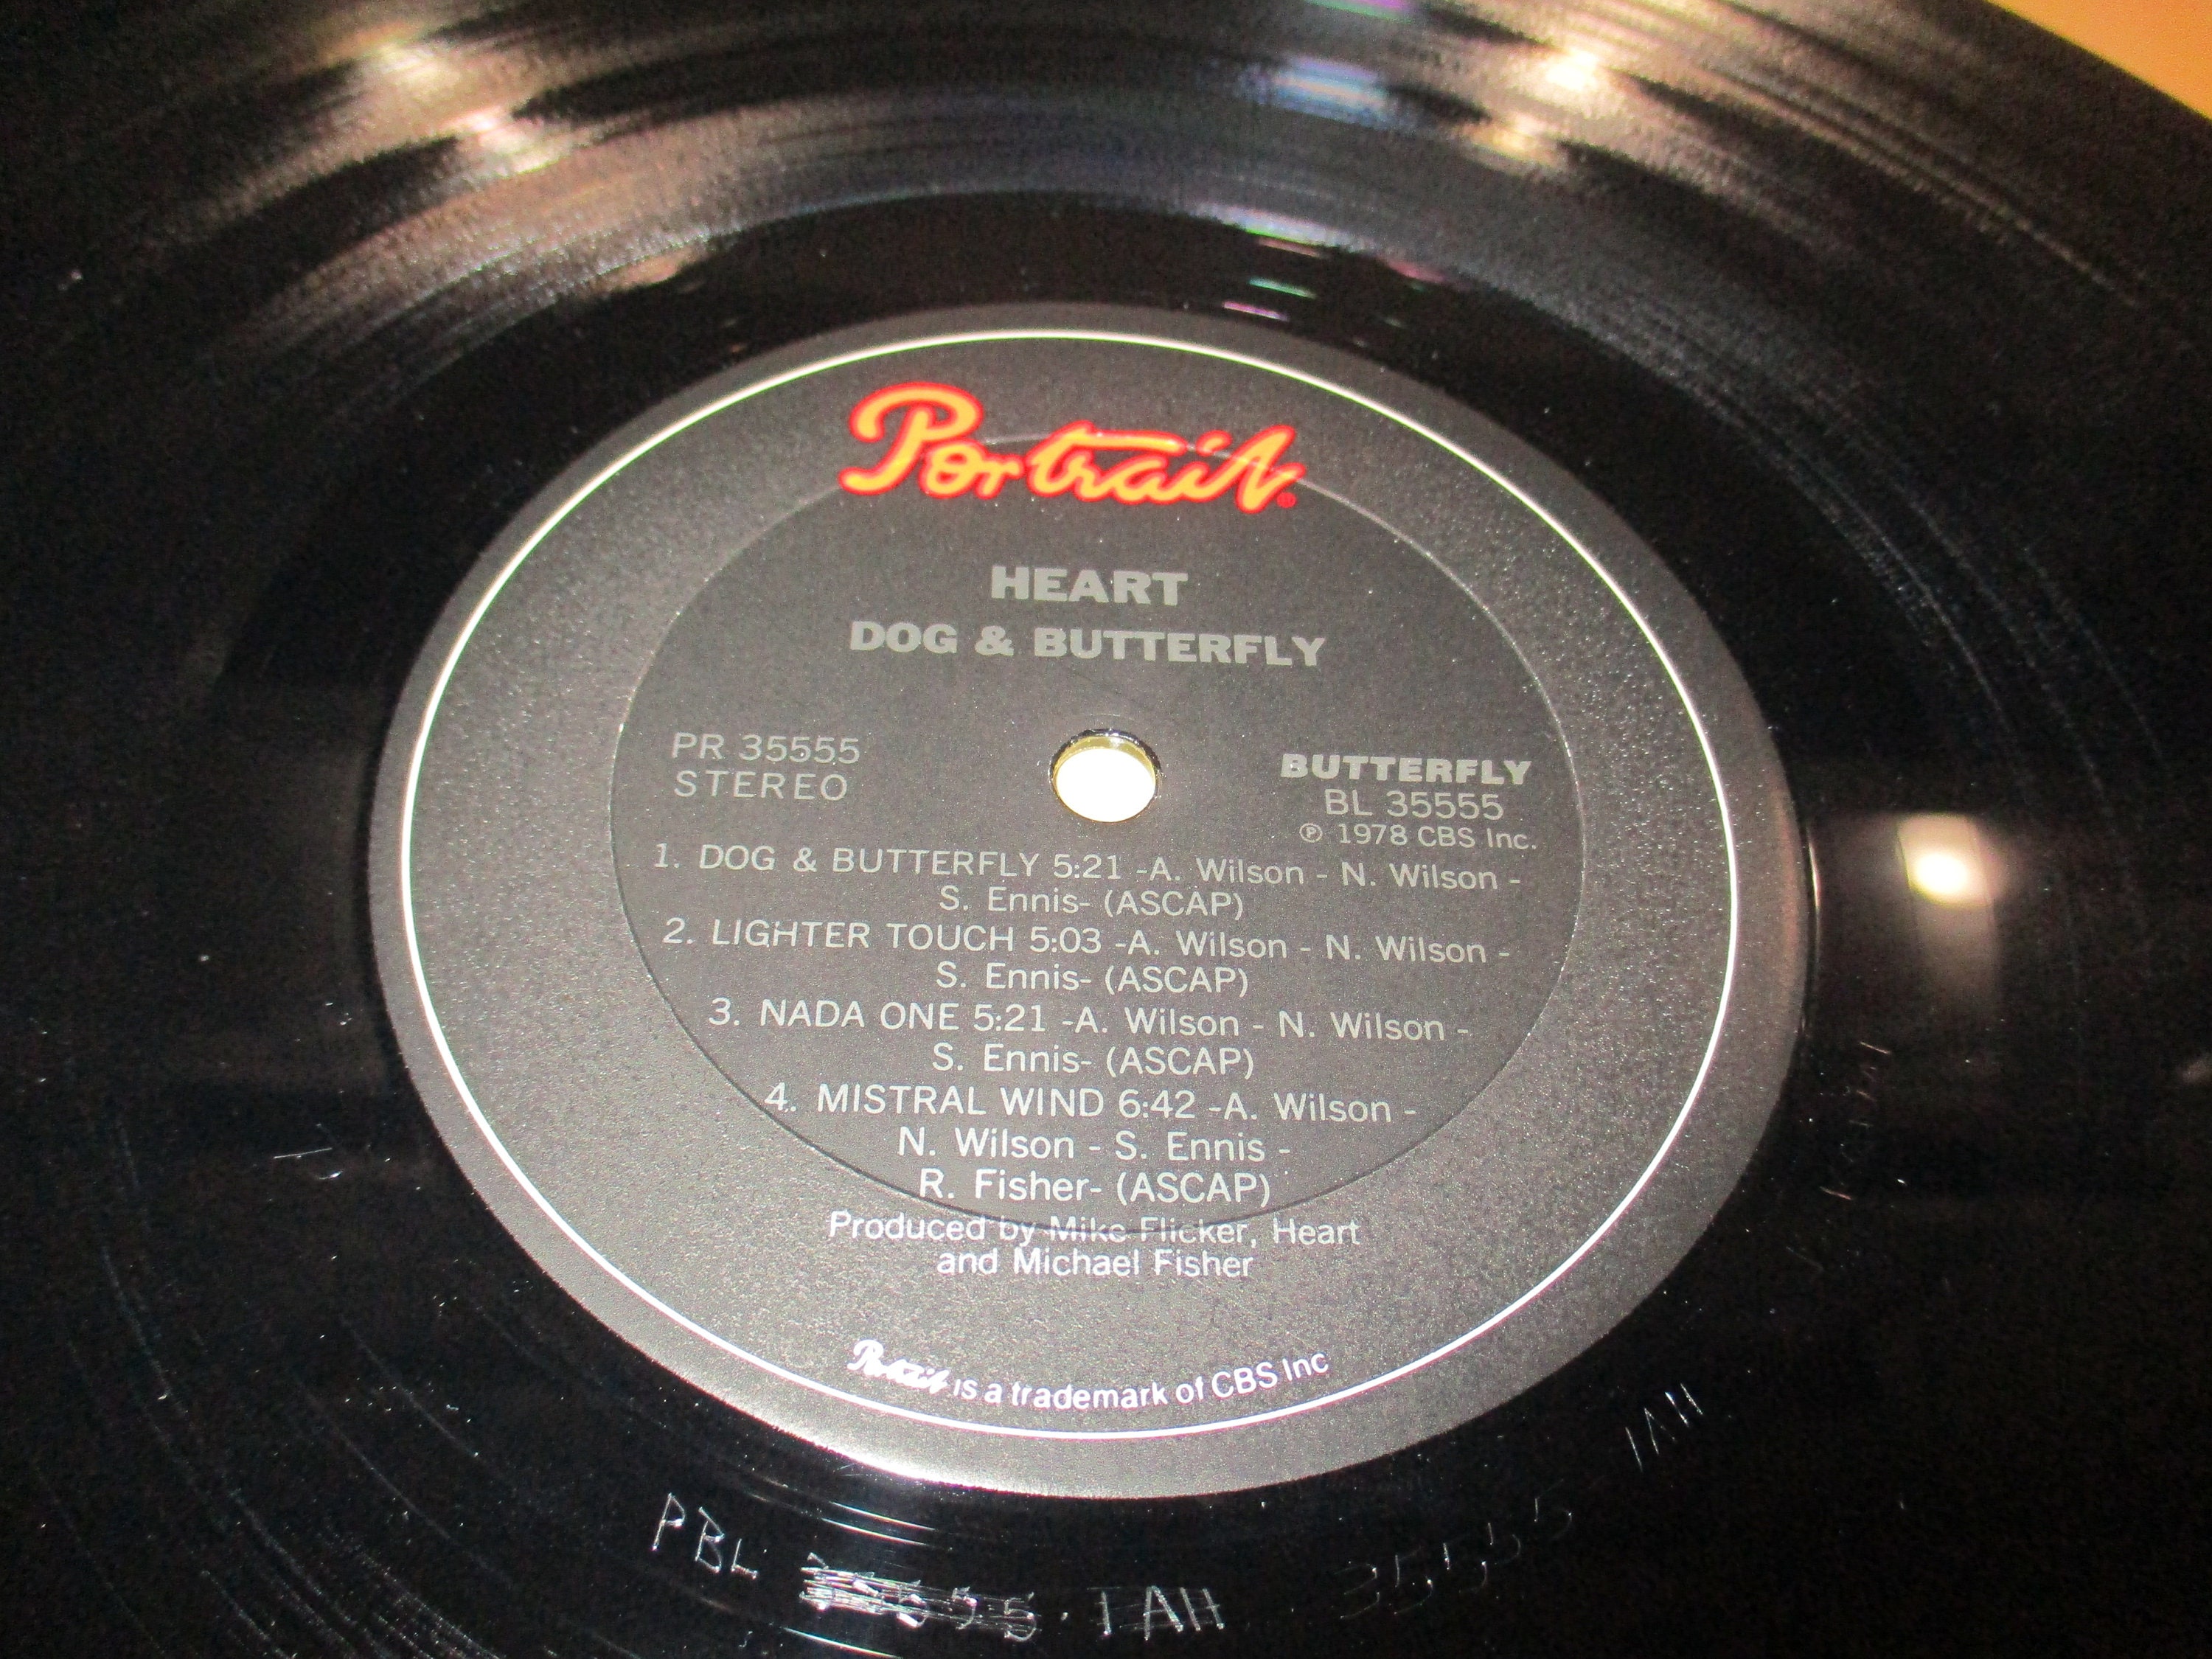 Portrait®
HEART
DOG & BUTTERFLY
PR 35555
STEREO
BUTTERFLY
BL 35555
℗ 1978 CBS Inc.
1. DOG & BUTTERFLY 5:21 -A. Wilson - N. Wilson -
S. Ennis- (ASCAP)
2. LIGHTER TOUCH 5:03 -A. Wilson - N. Wilson -
S. Ennis- (ASCAP)
3. NADA ONE 5:21 -A. Wilson - N. Wilson -
S. Ennis- (ASCAP)
4. MISTRAL WIND 6:42 -A. Wilson -
N. Wilson - S. Ennis -
R. Fisher- (ASCAP)
Produced by Mike Flicker, Heart
and Michael Fisher
Portrait is a trademark of CBS Inc
PBL 35555 · 1AH 35555 1AH